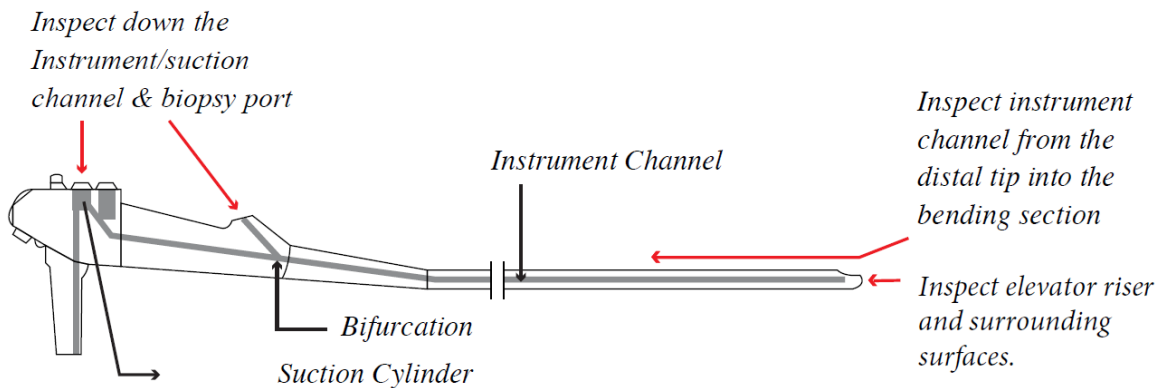 Inspect down the
Instrument/suction
channel & biopsy port
Instrument Channel
Inspect instrument
channel from the
distal tip into the
bending section
Inspect elevator riser
and surrounding
surfaces.
Bifurcation
Suction Cylinder